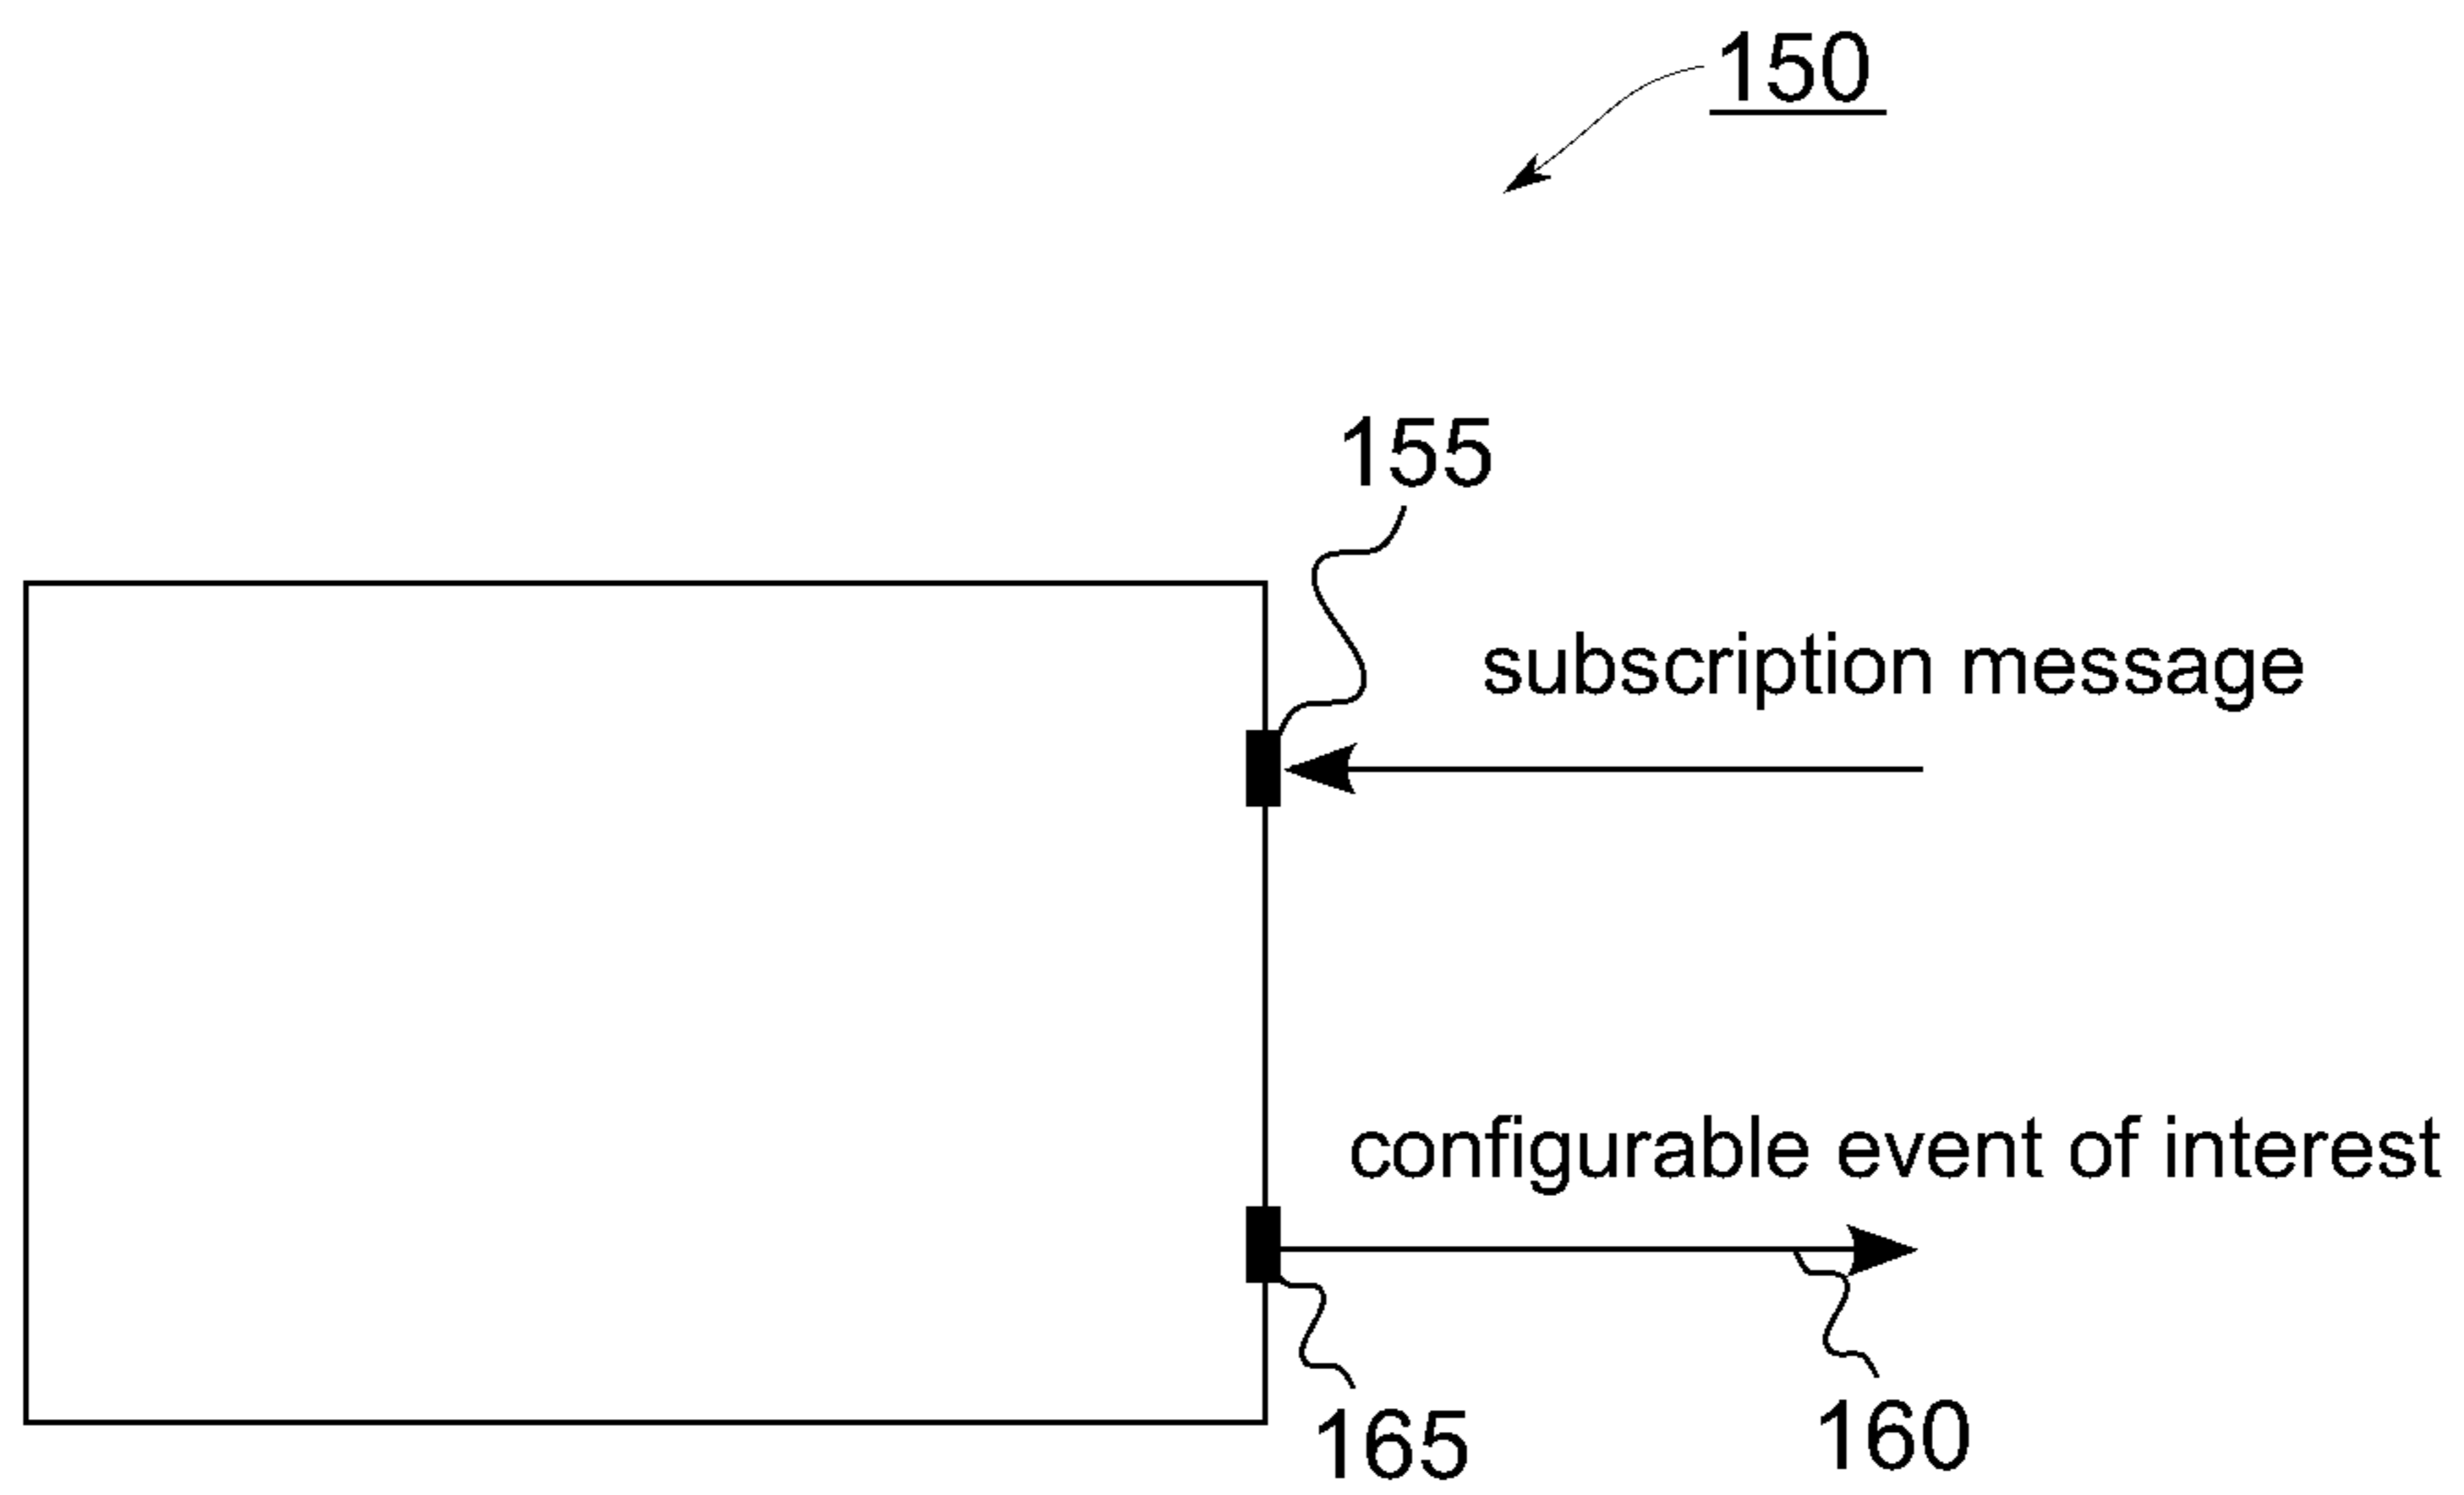 150
155
subscription message
configurable event of interest
165
160